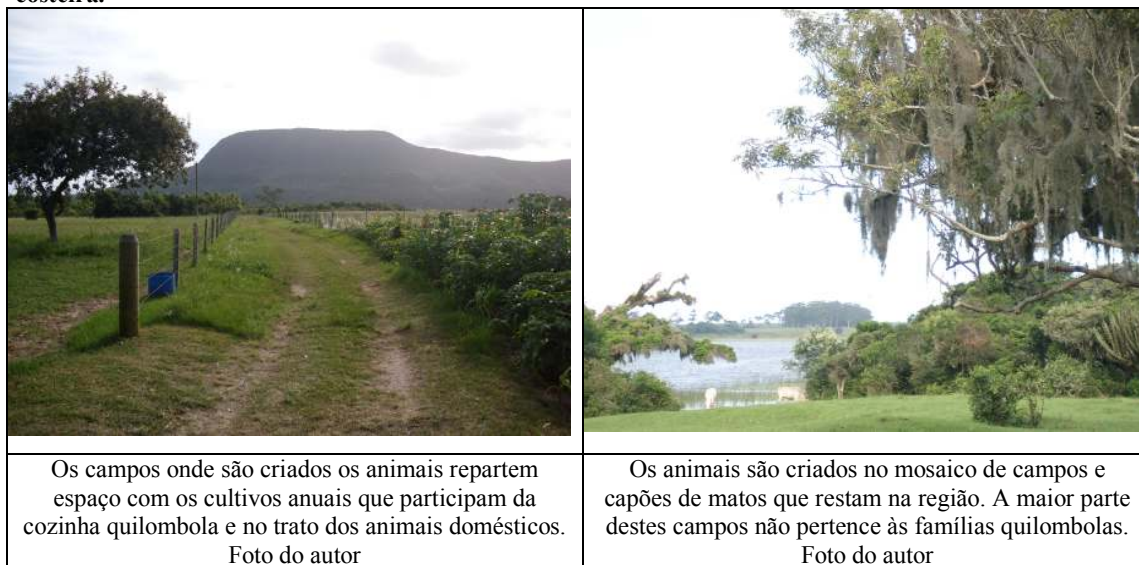 costeira.
Os campos onde são criados os animais repartem
espaço com os cultivos anuais que participam da
cozinha quilombola e no trato dos animais domésticos.
Foto do autor
Os animais são criados no mosaico de campos e
capões de matos que restam na região. A maior parte
destes campos não pertence às famílias quilombolas.
Foto do autor